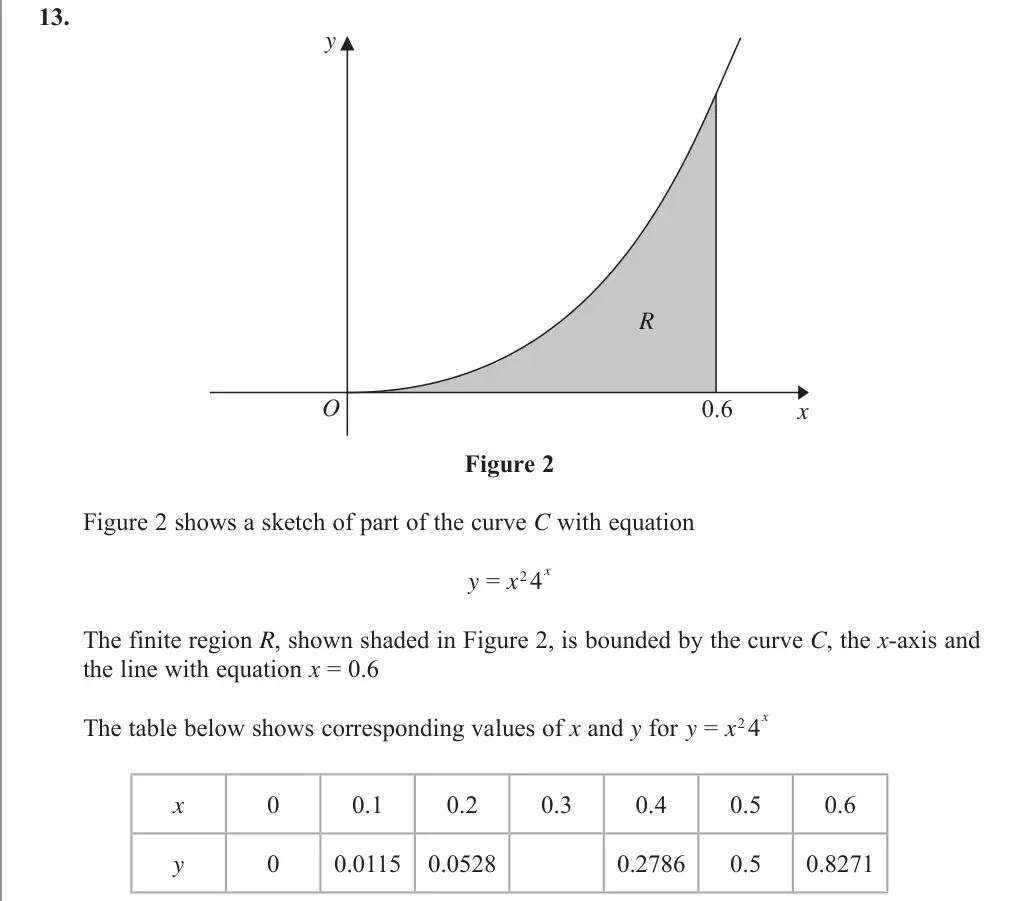 13.
y
R
O
0.6
x
Figure 2
Figure 2 shows a sketch of part of the curve C with equation
y = x²4ˣ
The finite region R, shown shaded in Figure 2, is bounded by the curve C, the x-axis and
the line with equation x = 0.6
The table below shows corresponding values of x and y for y = x²4ˣ
x 0 0.1 0.2 0.3 0.4 0.5 0.6
y 0 0.0115 0.0528 0.2786 0.5 0.8271